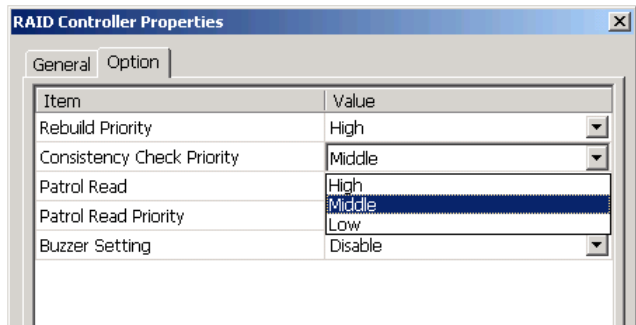 RAID Controller Properties
General Option
Item Value
Rebuild Priority High
Consistency Check Priority Middle
Patrol Read High
Middle
Patrol Read Priority Low
Buzzer Setting Disable